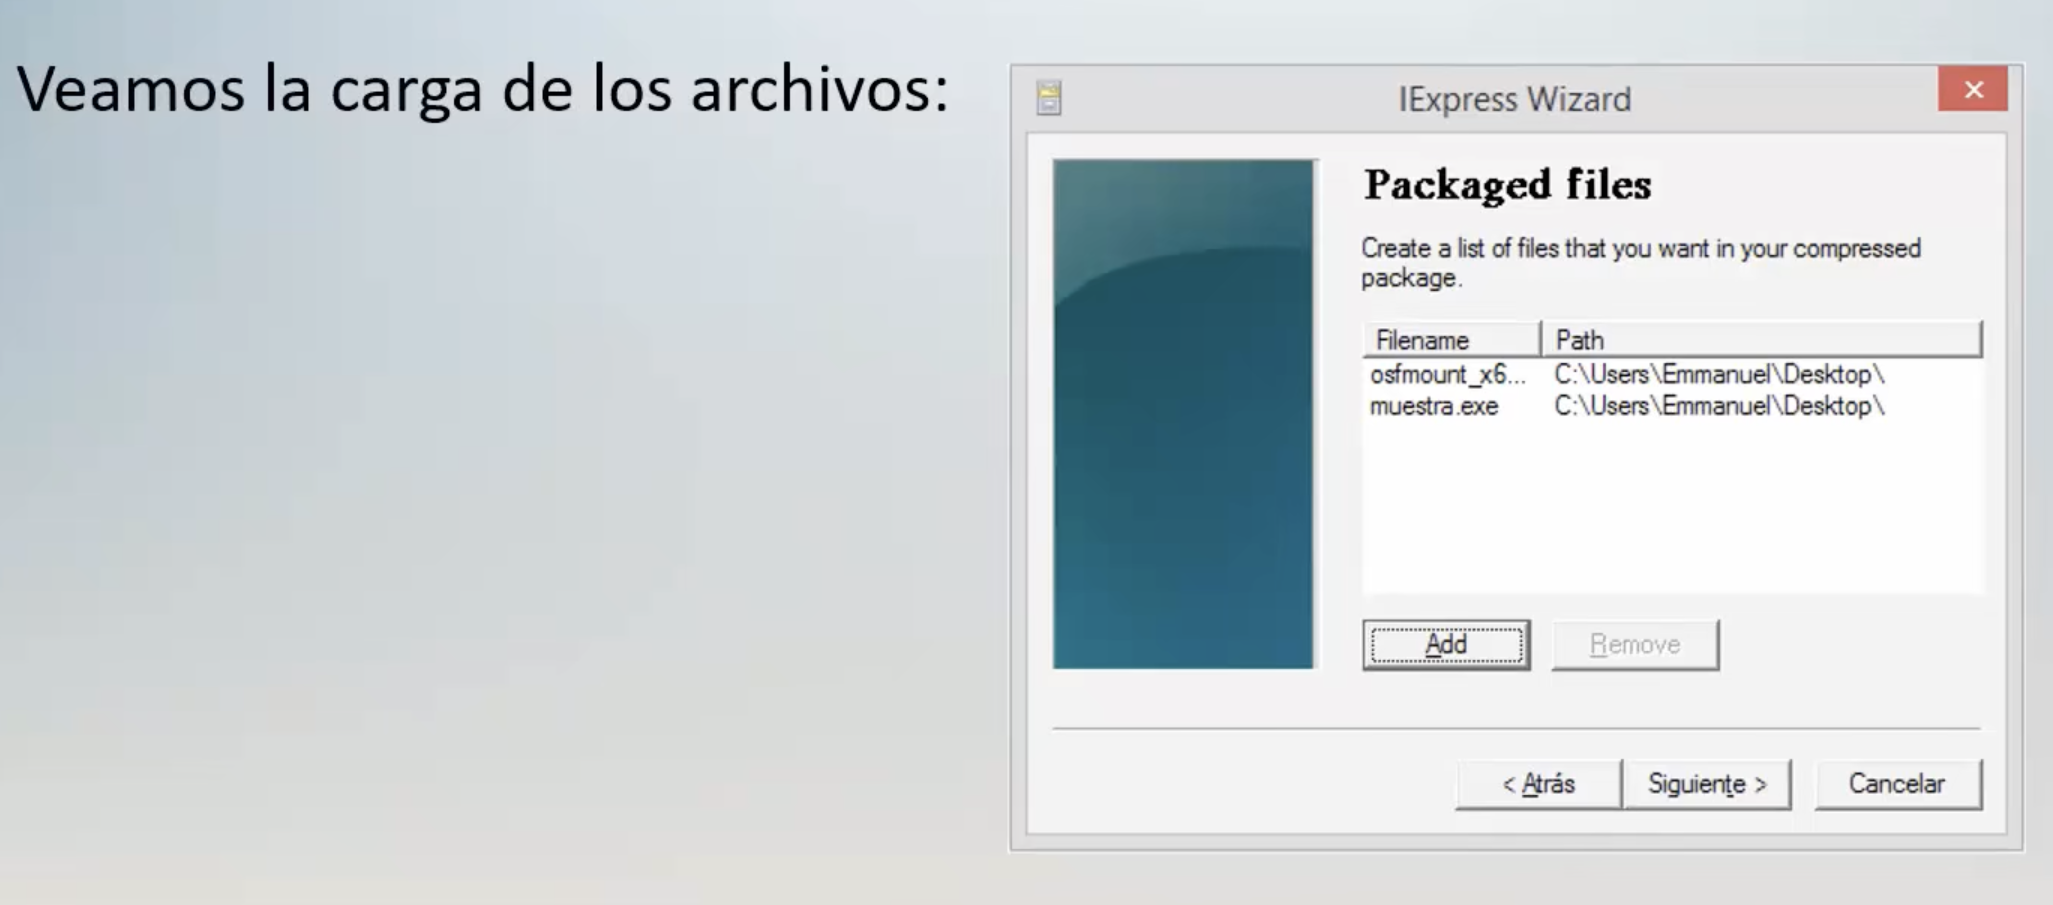 Veamos la carga de los archivos:
IExpress Wizard
Packaged files
Create a list of files that you want in your compressed
package.
Filename Path
osfmount_x6... C:\Users\Emmanuel\Desktop\
muestra.exe C:\Users\Emmanuel\Desktop\
Add Remove
< Atrás Siguiente > Cancelar